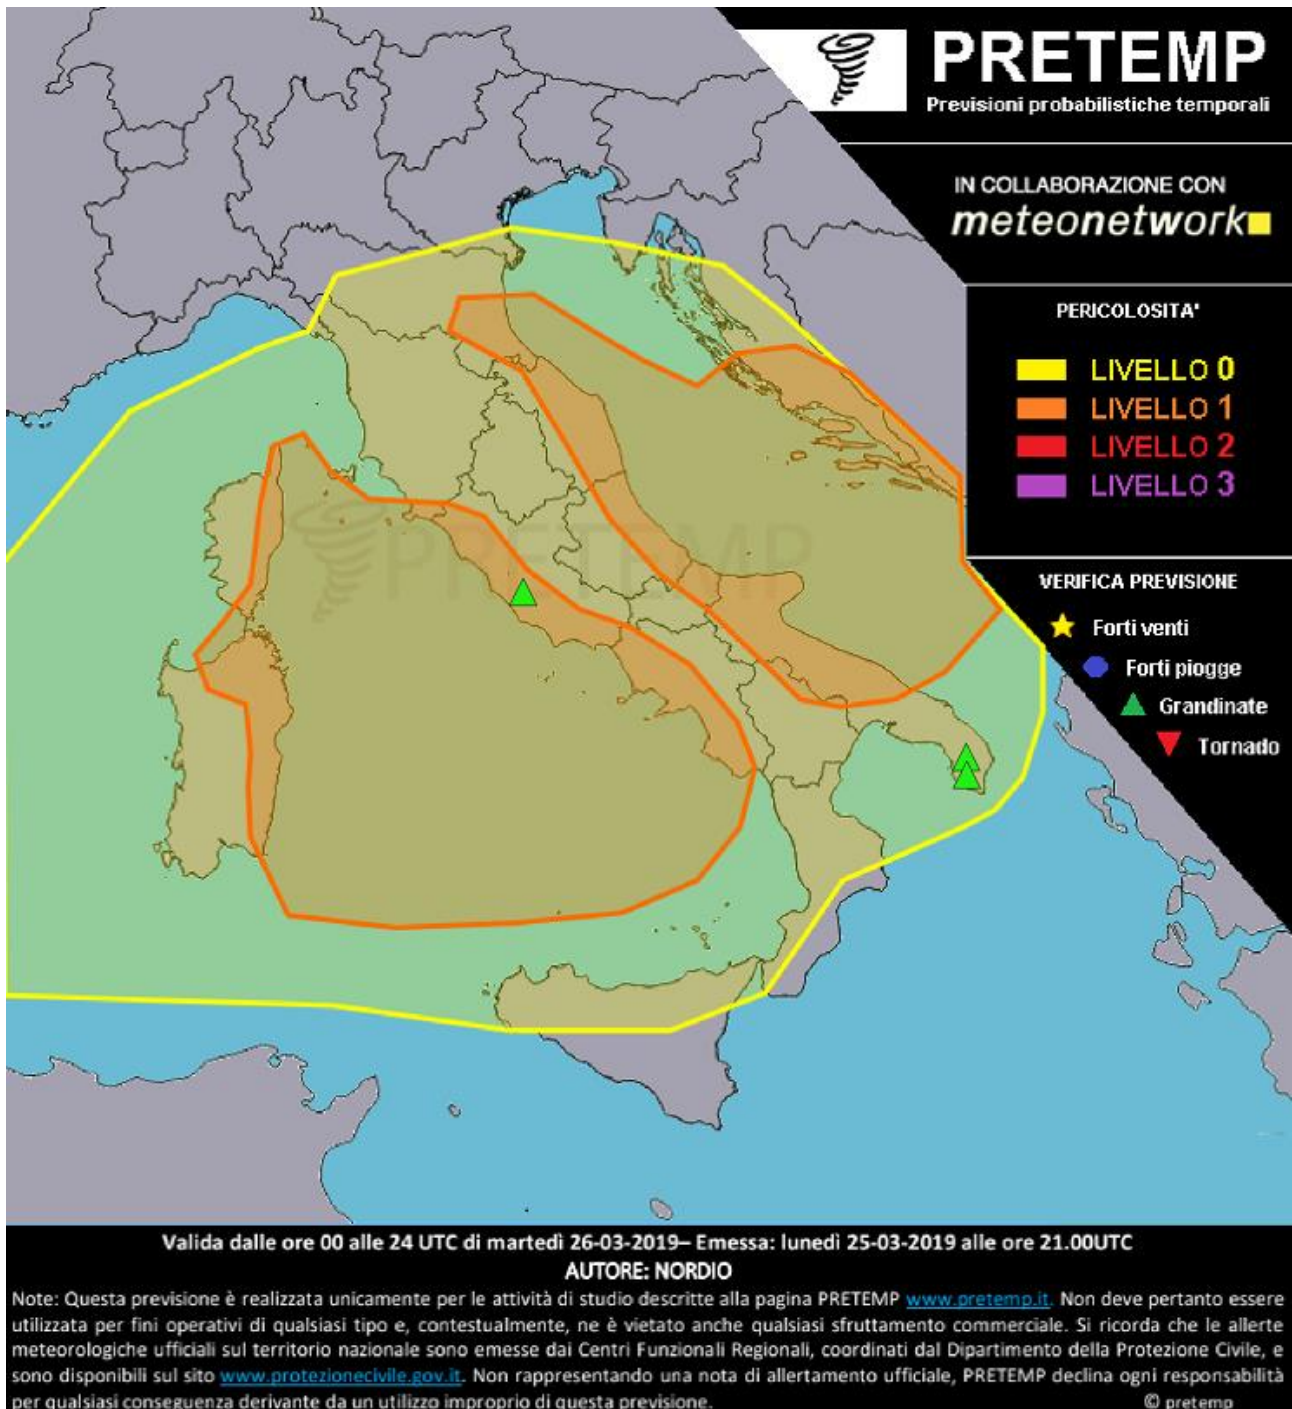 PRETEMP
Previsioni probabilistiche temporali
IN COLLABORAZIONE CON
meteonetwork
PERICOLOSITA'
LIVELLO 0
LIVELLO 1
LIVELLO 2
LIVELLO 3
VERIFICA PREVISIONE
Forti venti
Forti piogge
Grandinate
Tornado
PRETEMP
Valida dalle ore 00 alle 24 UTC di martedì 26-03-2019– Emessa: lunedì 25-03-2019 alle ore 21.00UTC
AUTORE: NORDIO
Note: Questa previsione è realizzata unicamente per le attività di studio descritte alla pagina PRETEMP www.pretemp.it. Non deve pertanto essere
utilizzata per fini operativi di qualsiasi tipo e, contestualmente, ne è vietato anche qualsiasi sfruttamento commerciale. Si ricorda che le allerte
meteorologiche ufficiali sul territorio nazionale sono emesse dai Centri Funzionali Regionali, coordinati dal Dipartimento della Protezione Civile, e
sono disponibili sul sito www.protezionecivile.gov.it. Non rappresentando una nota di allertamento ufficiale, PRETEMP declina ogni responsabilità
per qualsiasi conseguenza derivante da un utilizzo improprio di questa previsione.
© pretemp